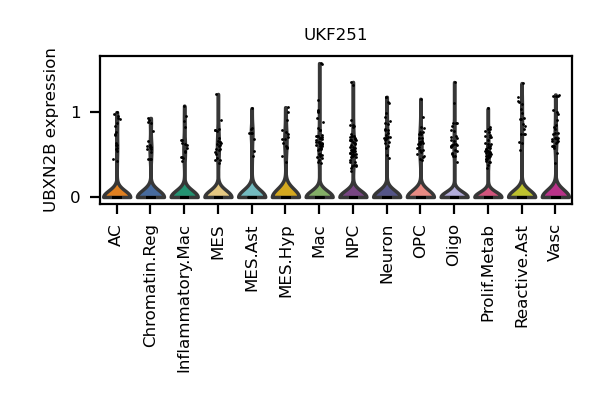 UKF251
UBXN2B expression
1
0
AC
Chromatin.Reg
Inflammatory.Mac
MES
MES.Ast
MES.Hyp
Mac
NPC
Neuron
OPC
Oligo
Prolif.Metab
Reactive.Ast
Vasc